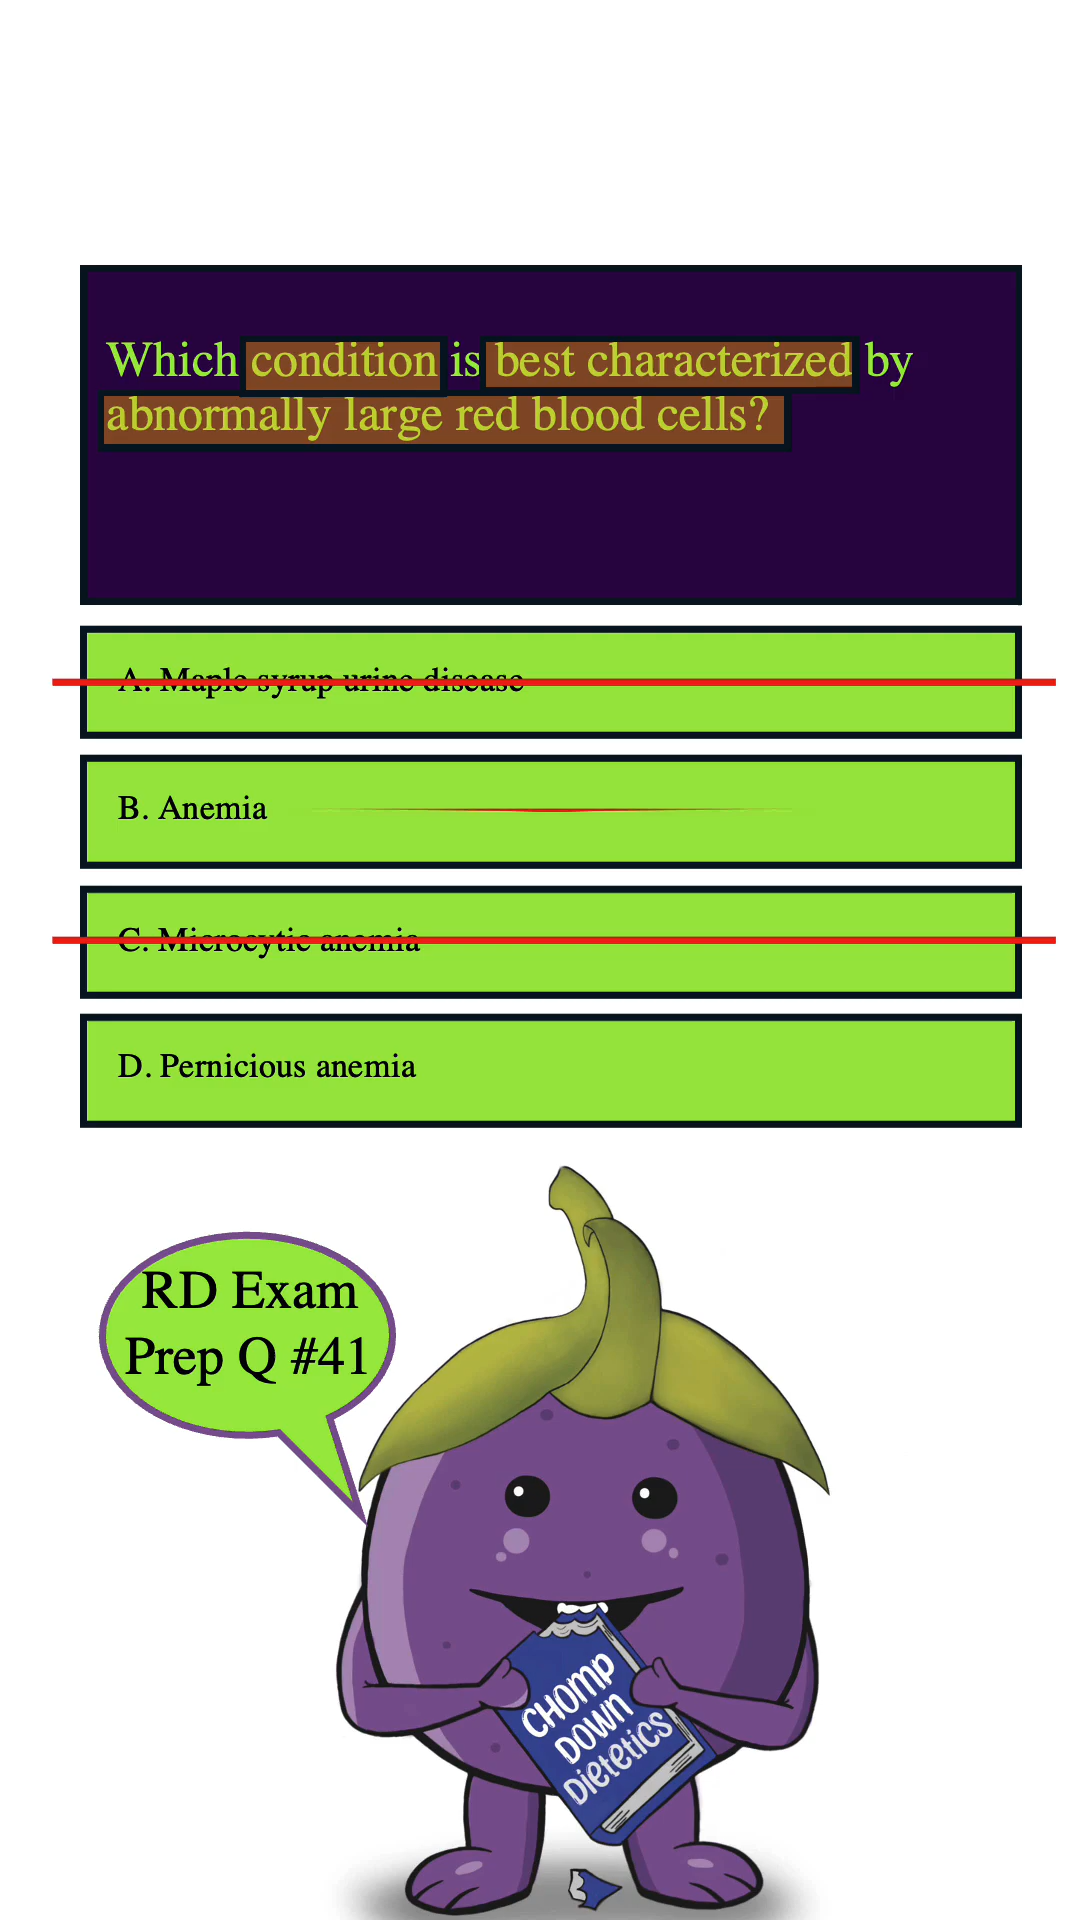 Which condition is best characterized by
abnormally large red blood cells?
A. Maple syrup urine disease
B. Anemia
C. Microcytic anemia
D. Pernicious anemia
RD Exam
Prep Q #41
CHOMP
DOWN
Dietetics